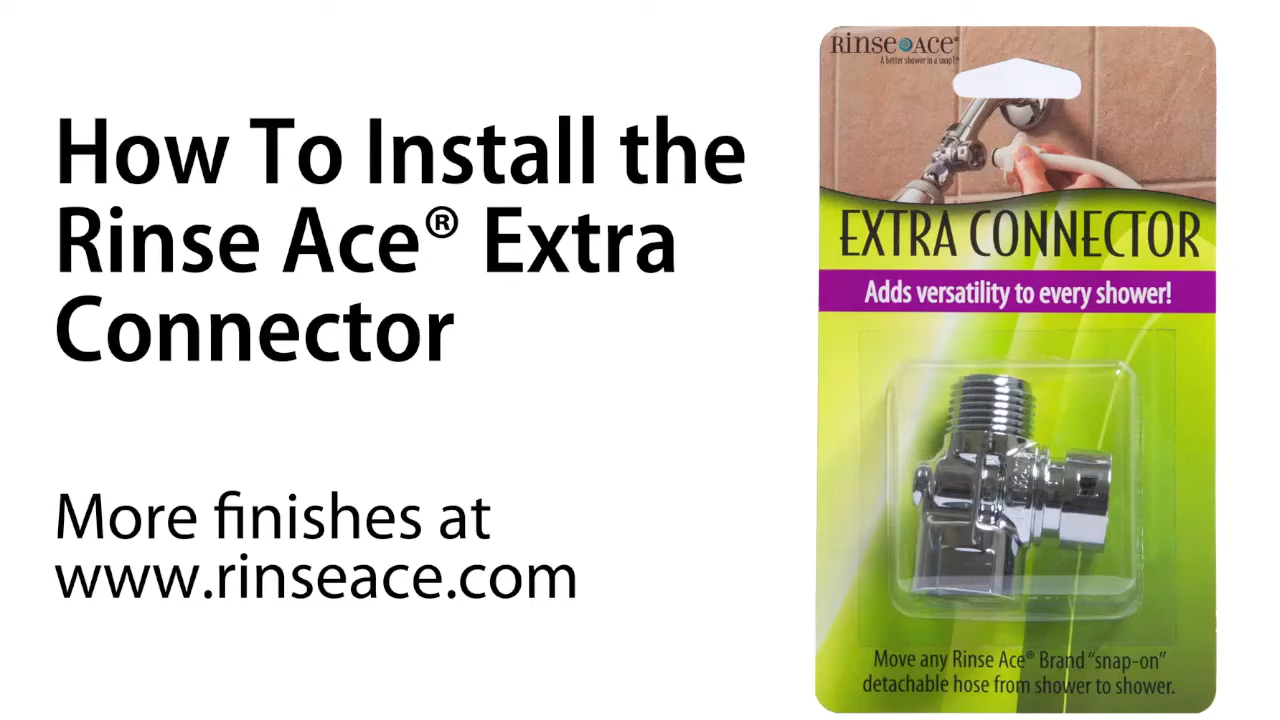 How To Install the
Rinse Ace® Extra
Connector
More finishes at
www.rinseace.com
Rinse Ace®
A better shower in a snap!®
EXTRA CONNECTOR
Adds versatility to every shower!
Move any Rinse Ace® Brand “snap-on”
detachable hose from shower to shower.